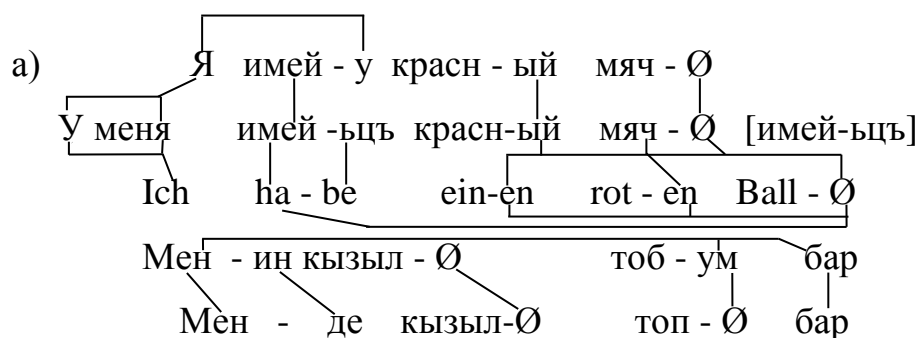 а) Я имей - у красн - ый мяч - Ø
У меня имей -ьцъ красн-ый мяч - Ø [имей-ьцъ]
Ich ha - be ein-en rot - en Ball - Ø
Мен - ин кызыл - Ø тоб - ум бар
Мен - де кызыл-Ø топ - Ø бар